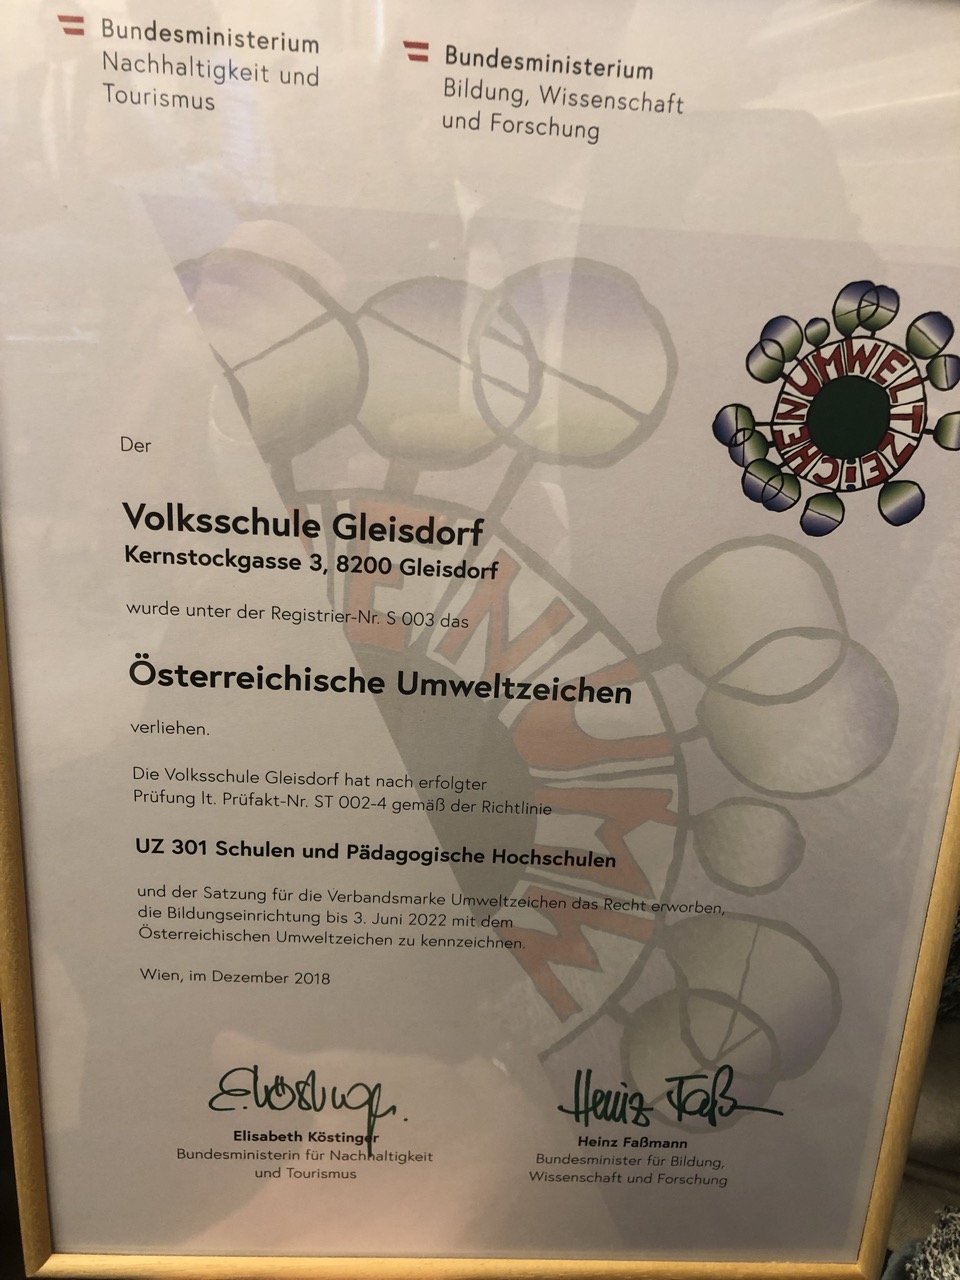 Bundesministerium
Nachhaltigkeit und
Tourismus
Bundesministerium
Bildung, Wissenschaft
und Forschung
UMWELTZEiCHEN
Der
Volksschule Gleisdorf
Kernstockgasse 3, 8200 Gleisdorf
wurde unter der Registrier-Nr. S 003 das
Österreichische Umweltzeichen
verliehen.
Die Volksschule Gleisdorf hat nach erfolgter
Prüfung lt. Prüfakt-Nr. ST 002-4 gemäß der Richtlinie
UZ 301 Schulen und Pädagogische Hochschulen
und der Satzung für die Verbandsmarke Umweltzeichen das Recht erworben,
die Bildungseinrichtung bis 3. Juni 2022 mit dem
Österreichischen Umweltzeichen zu kennzeichnen.
Wien, im Dezember 2018
E. Köstinger
Elisabeth Köstinger
Bundesministerin für Nachhaltigkeit
und Tourismus
Heinz Faß
Heinz Faßmann
Bundesminister für Bildung,
Wissenschaft und Forschung